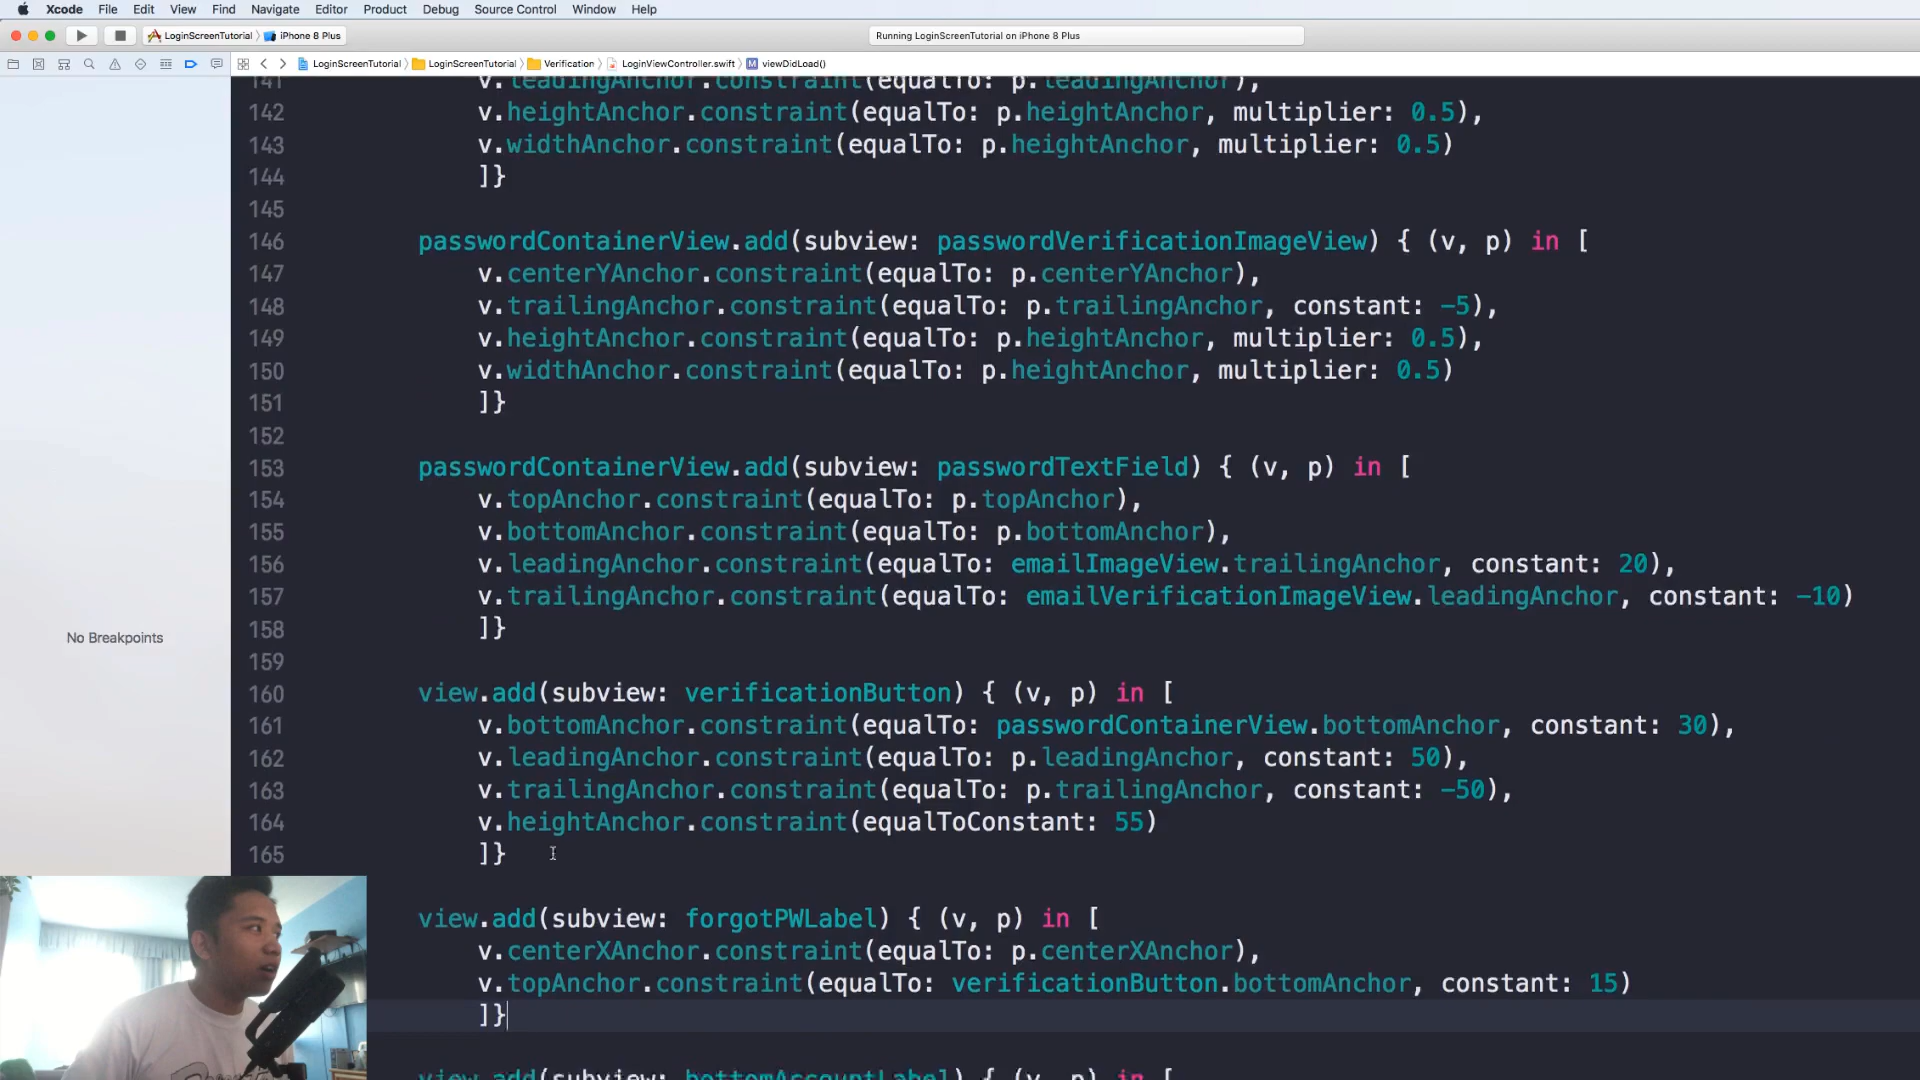 Xcode File Edit View Find Navigate Editor Product Debug Source Control Window Help
LoginScreenTutorial iPhone 8 Plus Running LoginScreenTutorial on iPhone 8 Plus
LoginScreenTutorial LoginScreenTutorial Verification LoginViewController.swift M viewDidLoad()
141 v.leadingAnchor.constraint(equalTo: p.leadingAnchor),
142 v.heightAnchor.constraint(equalTo: p.heightAnchor, multiplier: 0.5),
143 v.widthAnchor.constraint(equalTo: p.heightAnchor, multiplier: 0.5)
144 ]}
145
146 passwordContainerView.add(subview: passwordVerificationImageView) { (v, p) in [
147 v.centerYAnchor.constraint(equalTo: p.centerYAnchor),
148 v.trailingAnchor.constraint(equalTo: p.trailingAnchor, constant: -5),
149 v.heightAnchor.constraint(equalTo: p.heightAnchor, multiplier: 0.5),
150 v.widthAnchor.constraint(equalTo: p.heightAnchor, multiplier: 0.5)
151 ]}
152
153 passwordContainerView.add(subview: passwordTextField) { (v, p) in [
154 v.topAnchor.constraint(equalTo: p.topAnchor),
155 v.bottomAnchor.constraint(equalTo: p.bottomAnchor),
156 v.leadingAnchor.constraint(equalTo: emailImageView.trailingAnchor, constant: 20),
157 v.trailingAnchor.constraint(equalTo: emailVerificationImageView.leadingAnchor, constant: -10)
158 ]}
No Breakpoints
159
160 view.add(subview: verificationButton) { (v, p) in [
161 v.bottomAnchor.constraint(equalTo: passwordContainerView.bottomAnchor, constant: 30),
162 v.leadingAnchor.constraint(equalTo: p.leadingAnchor, constant: 50),
163 v.trailingAnchor.constraint(equalTo: p.trailingAnchor, constant: -50),
164 v.heightAnchor.constraint(equalToConstant: 55)
165 ]}
view.add(subview: forgotPWLabel) { (v, p) in [
v.centerXAnchor.constraint(equalTo: p.centerXAnchor),
v.topAnchor.constraint(equalTo: verificationButton.bottomAnchor, constant: 15)
]}
view.add(subview: bottomAccountLabel) { (v, p) in [